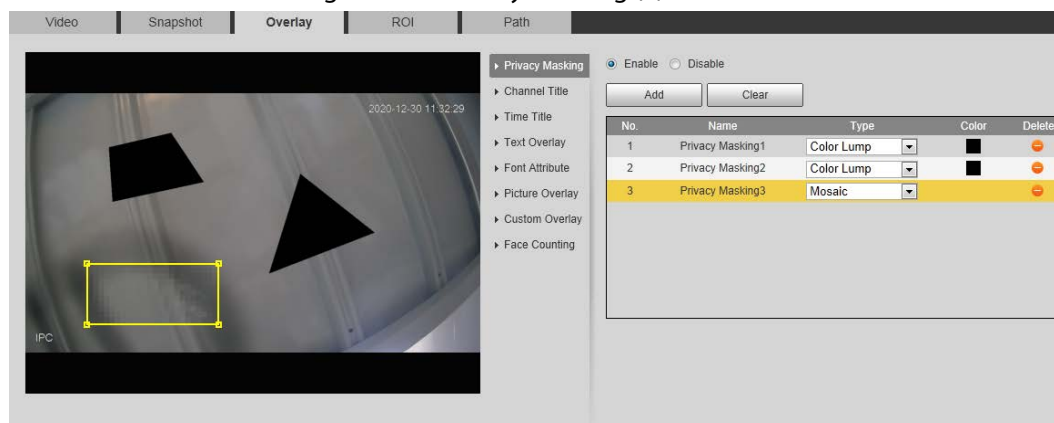 Video Snapshot Overlay ROI Path
2020-12-30 11:32:29
IPC
Privacy Masking
Channel Title
Time Title
Text Overlay
Font Attribute
Picture Overlay
Custom Overlay
Face Counting
Enable Disable
Add Clear
No. Name Type Color Delete
1 Privacy Masking1 Color Lump
2 Privacy Masking2 Color Lump
3 Privacy Masking3 Mosaic